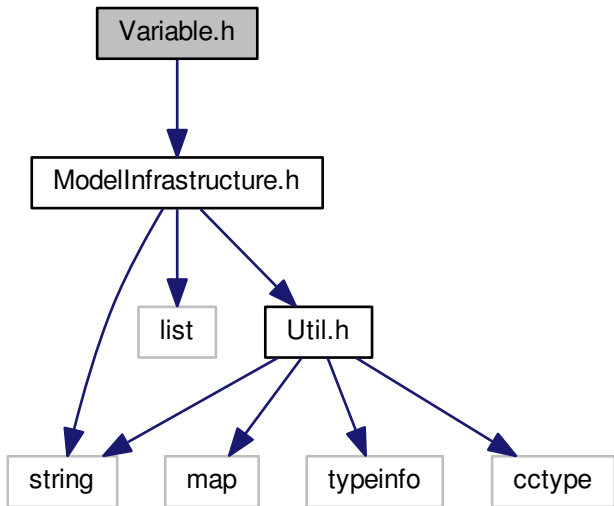 Variable.h
ModelInfrastructure.h
list
Util.h
string
map
typeinfo
cctype